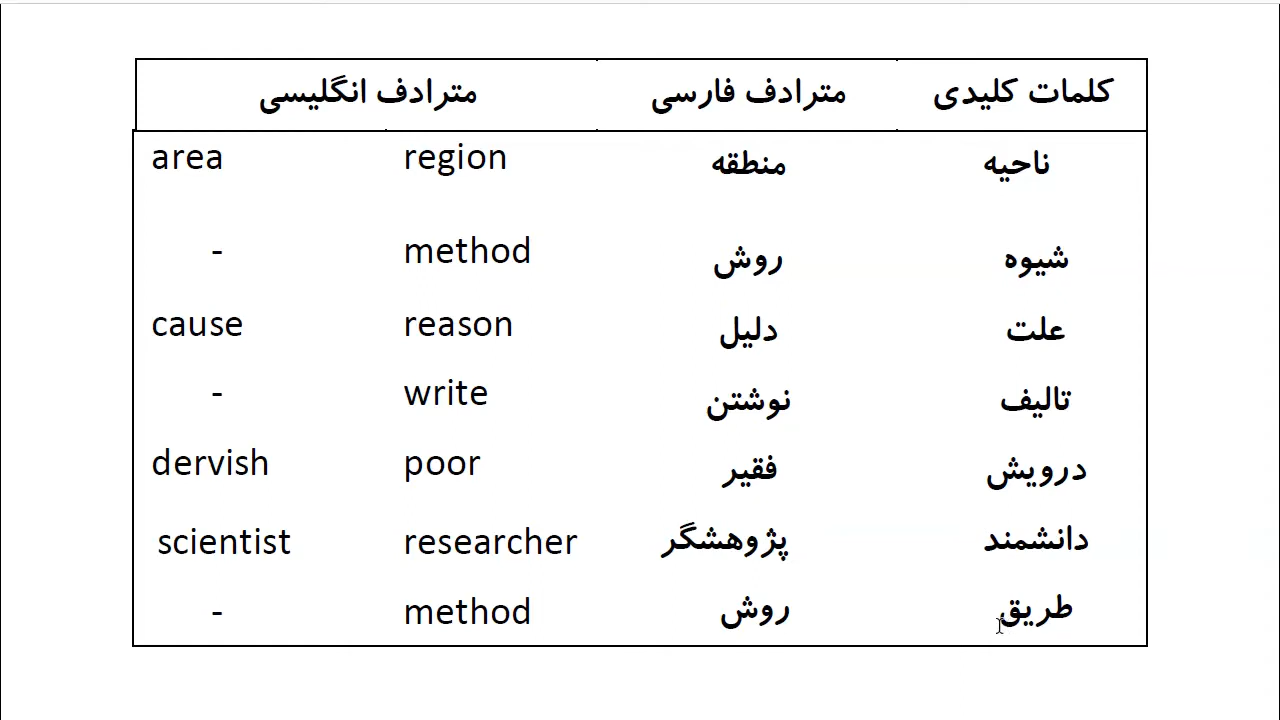 کلمات کلیدی مترادف فارسی مترادف انگلیسی
ناحیه منطقه region area
شیوه روش method -
علت دلیل reason cause
تالیف نوشتن write -
درویش فقیر poor dervish
دانشمند پژوهشگر researcher scientist
طریق روش method -